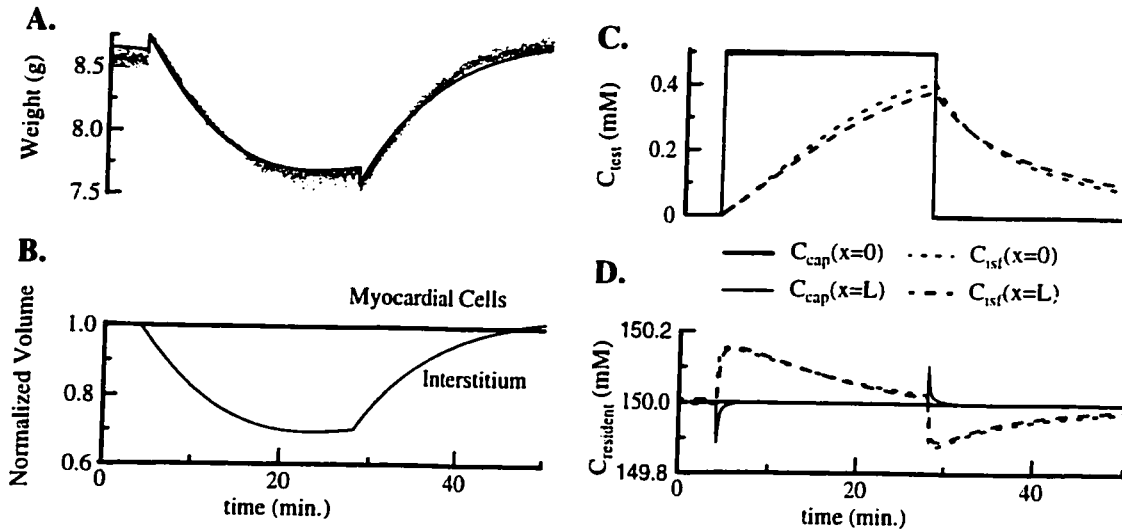 A.
Weight (g)
8.5
8.0
7.5
B.
Normalized Volume
1.0
0.8
0.6
Myocardial Cells
Interstitium
0
20
40
time (min.)
C.
C_test (mM)
0.4
0.2
0
C_cap(x=0)
C_isf(x=0)
C_cap(x=L)
C_isf(x=L)
D.
C_resident (mM)
150.2
150.0
149.8
0
20
40
time (min.)